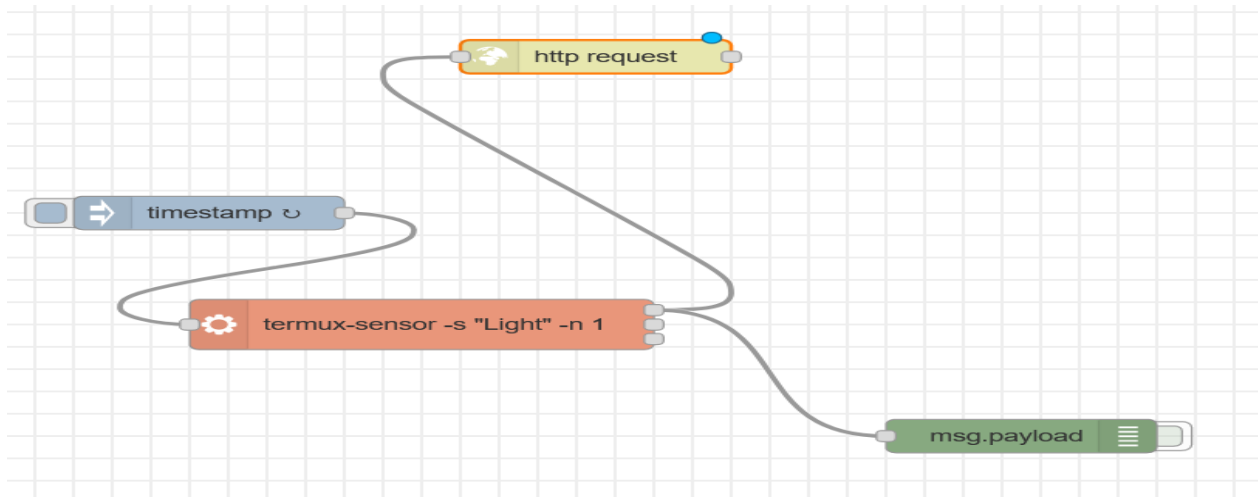 http request
timestamp ↻
termux-sensor -s "Light" -n 1
msg.payload